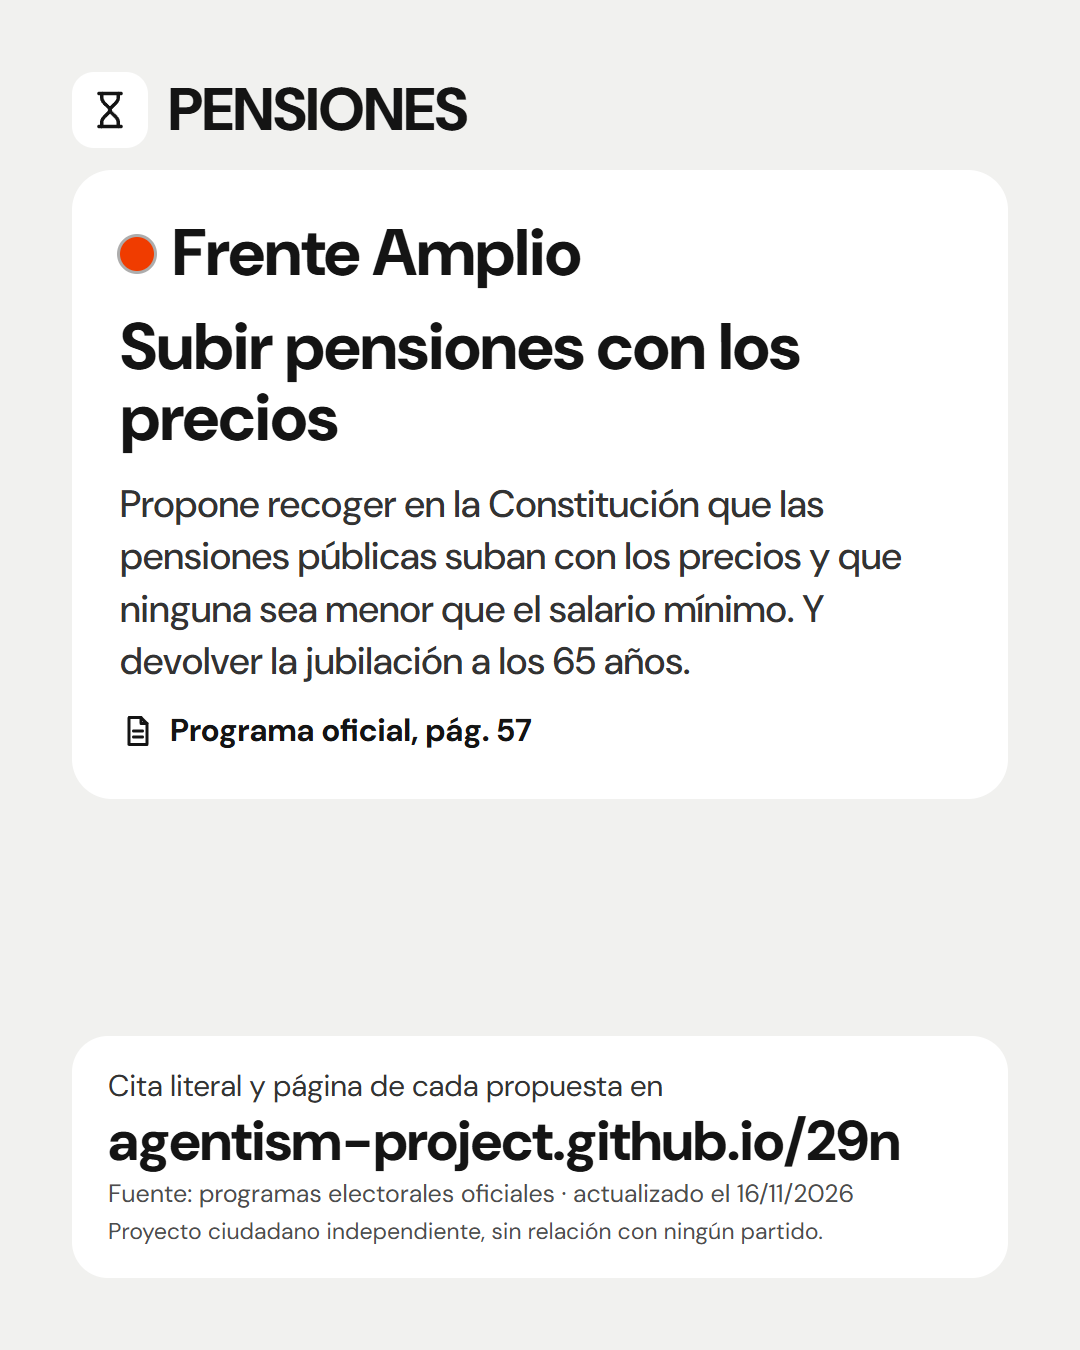 PENSIONES
Frente Amplio
Subir pensiones con los
precios
Propone recoger en la Constitución que las
pensiones públicas suban con los precios y que
ninguna sea menor que el salario mínimo. Y
devolver la jubilación a los 65 años.
Programa oficial, pág. 57
Cita literal y página de cada propuesta en
agentism-project.github.io/29n
Fuente: programas electorales oficiales · actualizado el 16/11/2026
Proyecto ciudadano independiente, sin relación con ningún partido.